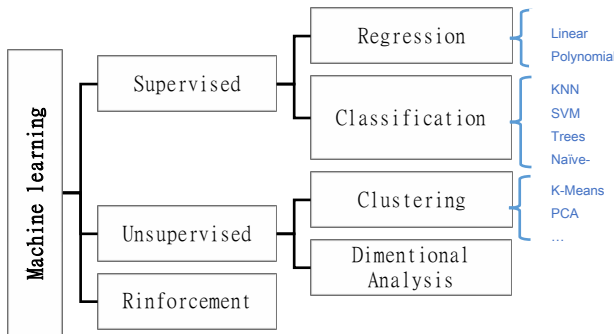 Machine learning
Supervised
Regression
Linear
Polynomial
Classification
KNN
SVM
Trees
Naïve-
Unsupervised
Clustering
K-Means
PCA
...
Dimentional
Analysis
Rinforcement